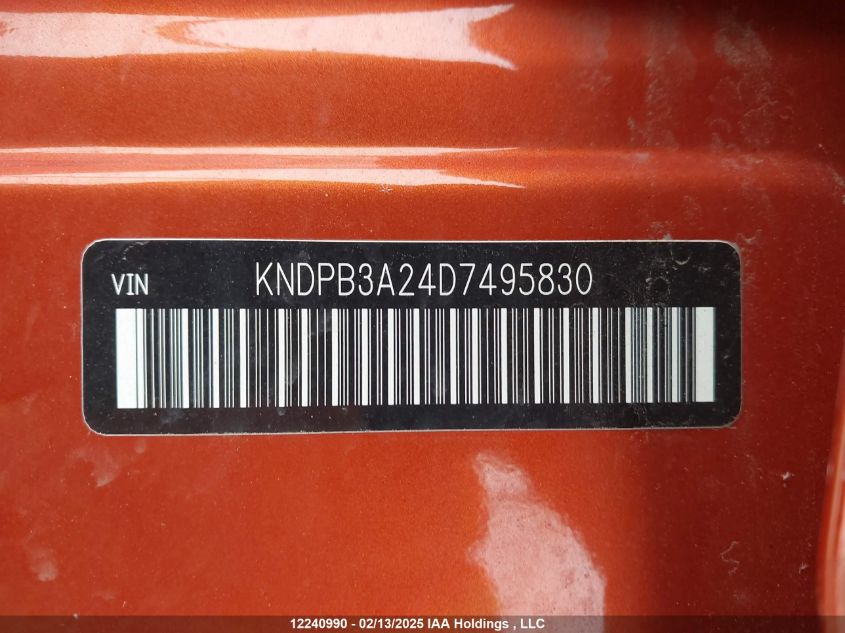 VIN KNDPB3A24D7495830
12240990 - 02/13/2025 IAA Holdings , LLC